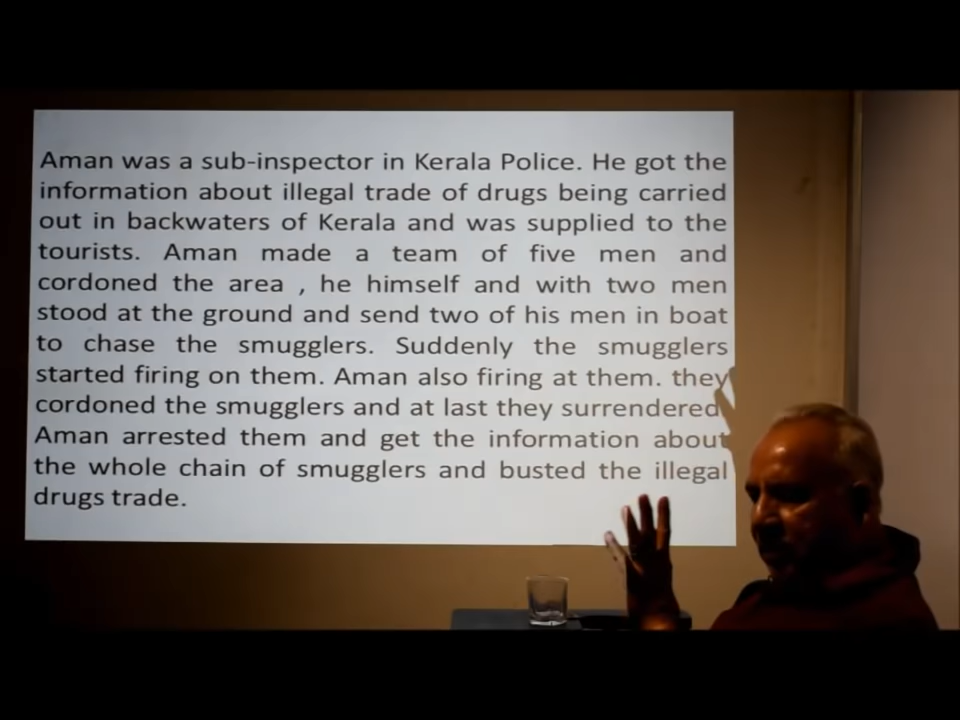 Aman was a sub-inspector in Kerala Police. He got the
information about illegal trade of drugs being carried
out in backwaters of Kerala and was supplied to the
tourists. Aman made a team of five men and
cordoned the area , he himself and with two men
stood at the ground and send two of his men in boat
to chase the smugglers. Suddenly the smugglers
started firing on them. Aman also firing at them. they
cordoned the smugglers and at last they surrendered.
Aman arrested them and get the information about
the whole chain of smugglers and busted the illegal
drugs trade.